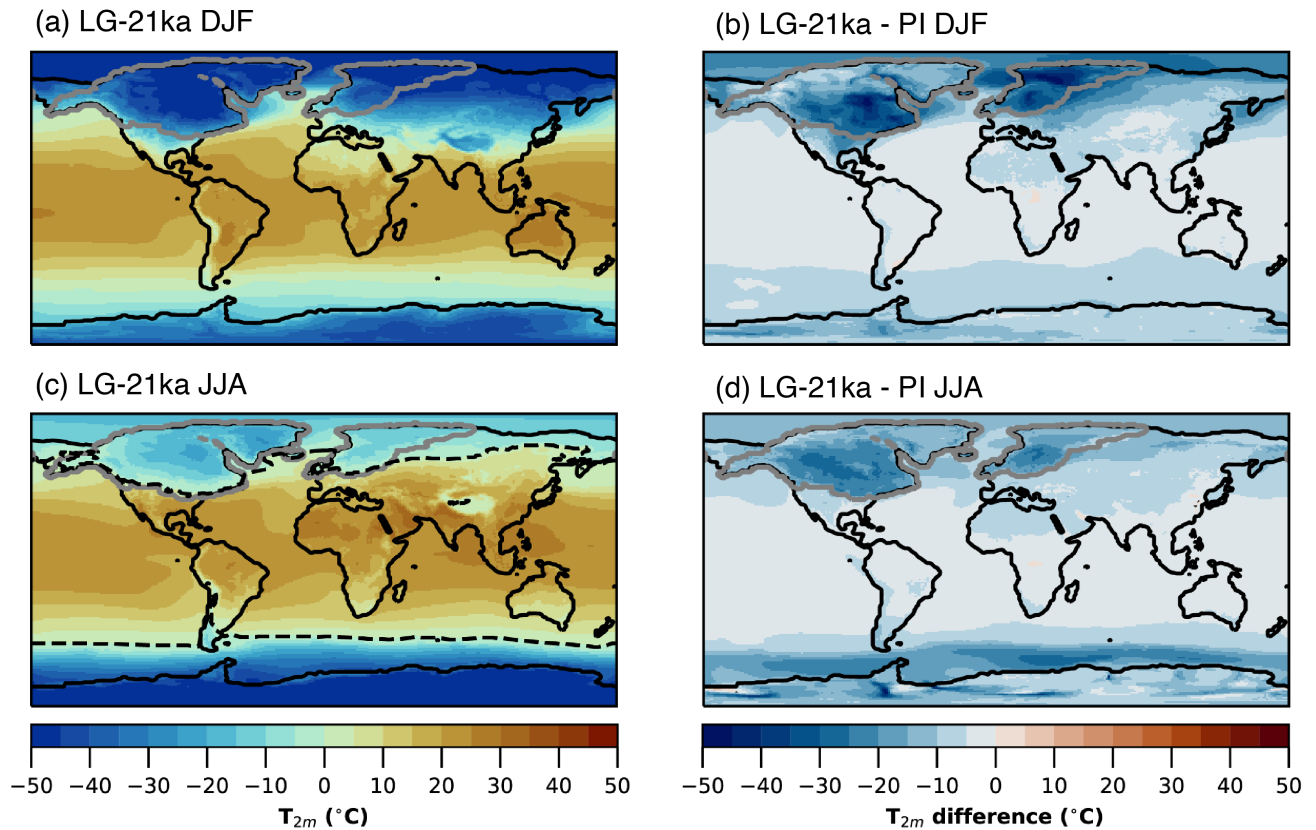 (a) LG-21ka DJF
(b) LG-21ka - PI DJF
(c) LG-21ka JJA
(d) LG-21ka - PI JJA
−50 −40 −30 −20 −10 0 10 20 30 40 50
T2m (°C)
−50 −40 −30 −20 −10 0 10 20 30 40 50
T2m difference (°C)